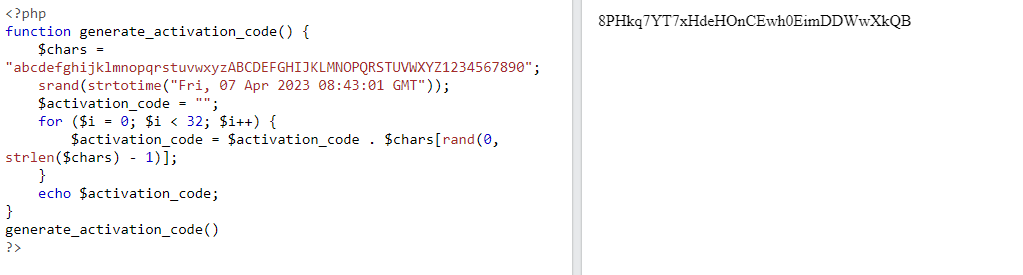 <?php
function generate_activation_code() {
    $chars =
"abcdefghijklmnopqrstuvwxyzABCDEFGHIJKLMNOPQRSTUVWXYZ1234567890";
    srand(strtotime("Fri, 07 Apr 2023 08:43:01 GMT"));
    $activation_code = "";
    for ($i = 0; $i < 32; $i++) {
        $activation_code = $activation_code . $chars[rand(0,
strlen($chars) - 1)];
    }
    echo $activation_code;
}
generate_activation_code()
?>
8PHkq7YT7xHdeHOnCEwh0EimDDWwXkQB